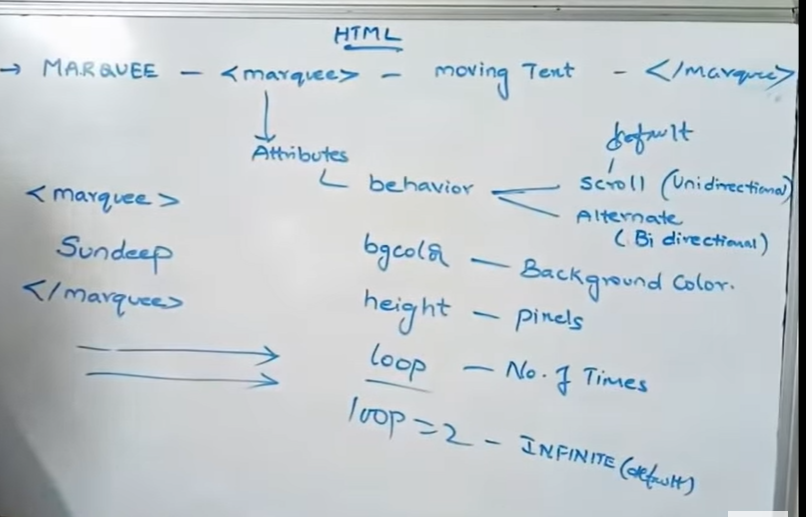 HTML
→ MARQUEE - <marquee> - moving Text - </marquee>
Attributes
default
behavior
Scroll (Unidirectional)
Alternate
(Bi directional)
<marquee>
Sundeep
</marquee>
bgcolor - Background Color.
height - pixels
loop - No. of Times
loop = 2 - INFINITE (default)